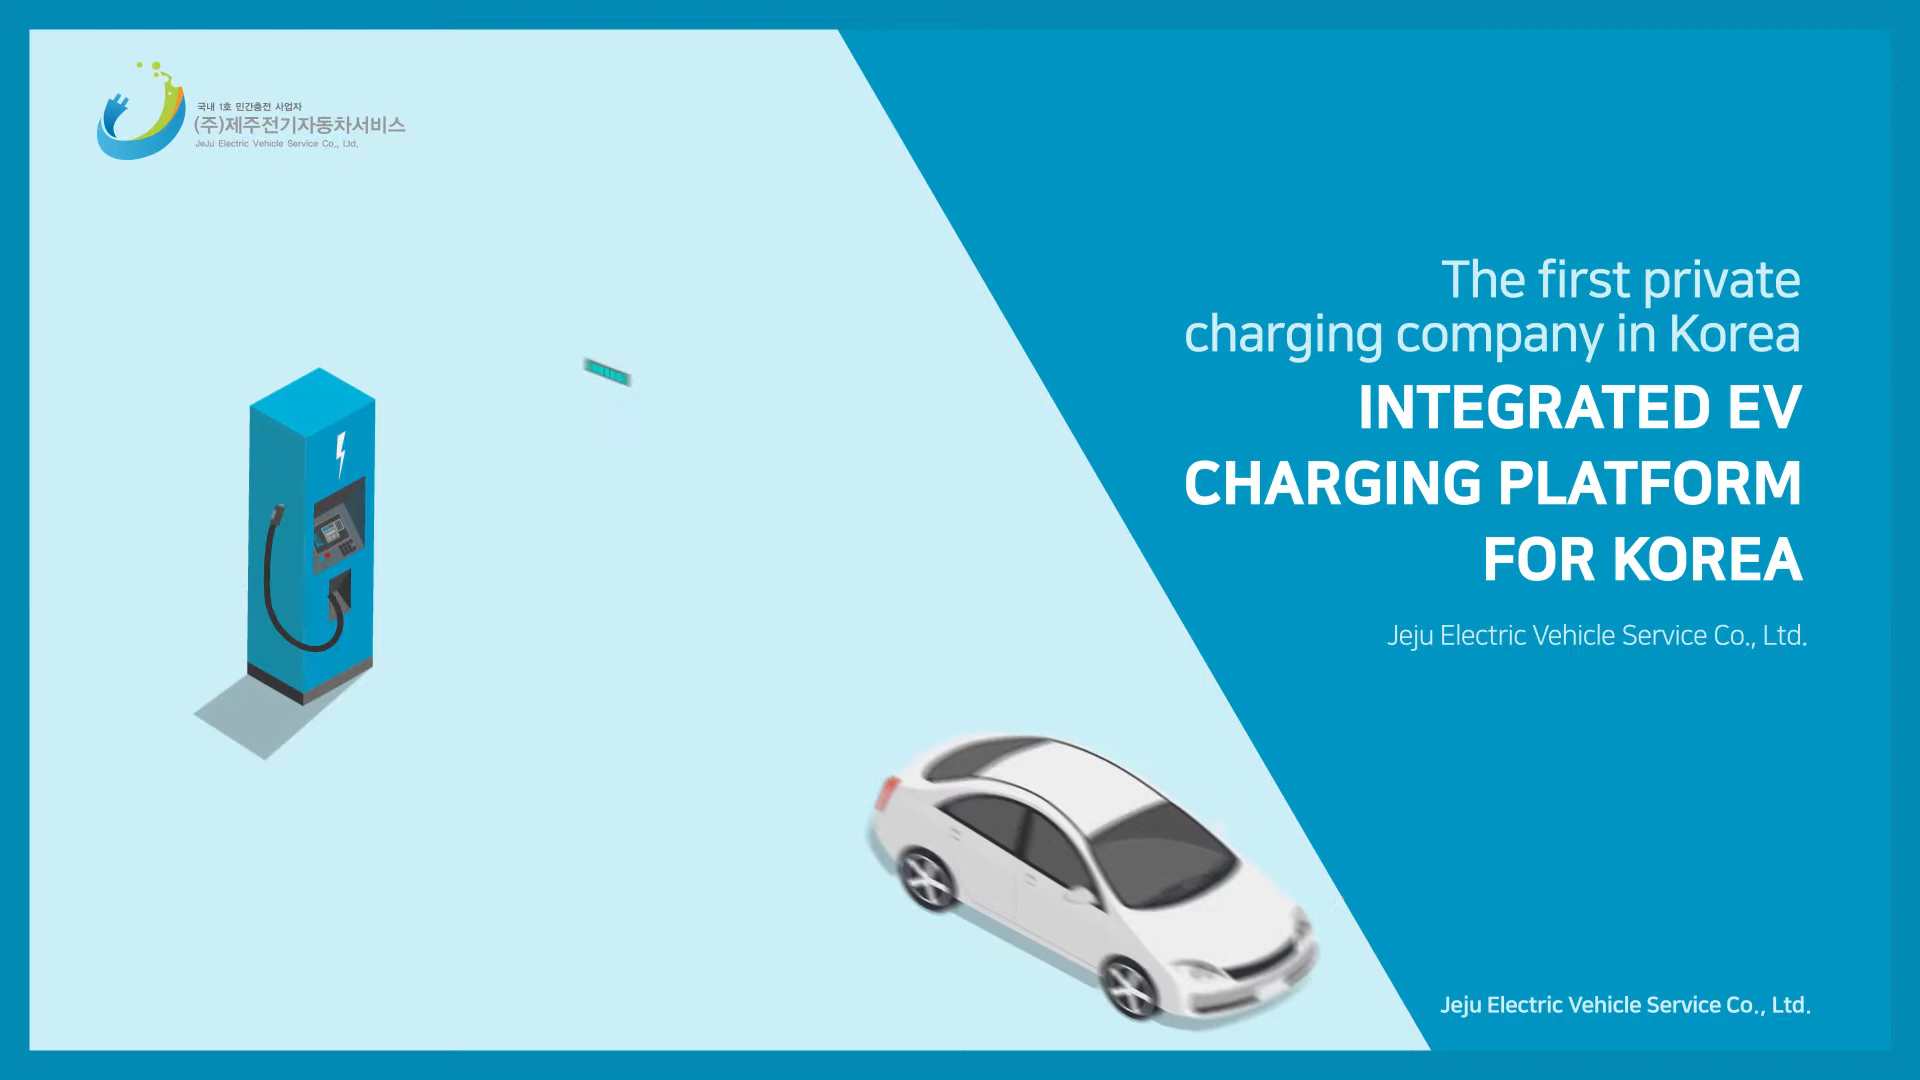 국내 1호 민간충전 사업자
(주)제주전기자동차서비스
JeJu Electric Vehicle Service Co., Ltd.
The first private
charging company in Korea
INTEGRATED EV
CHARGING PLATFORM
FOR KOREA
Jeju Electric Vehicle Service Co., Ltd.
Jeju Electric Vehicle Service Co., Ltd.